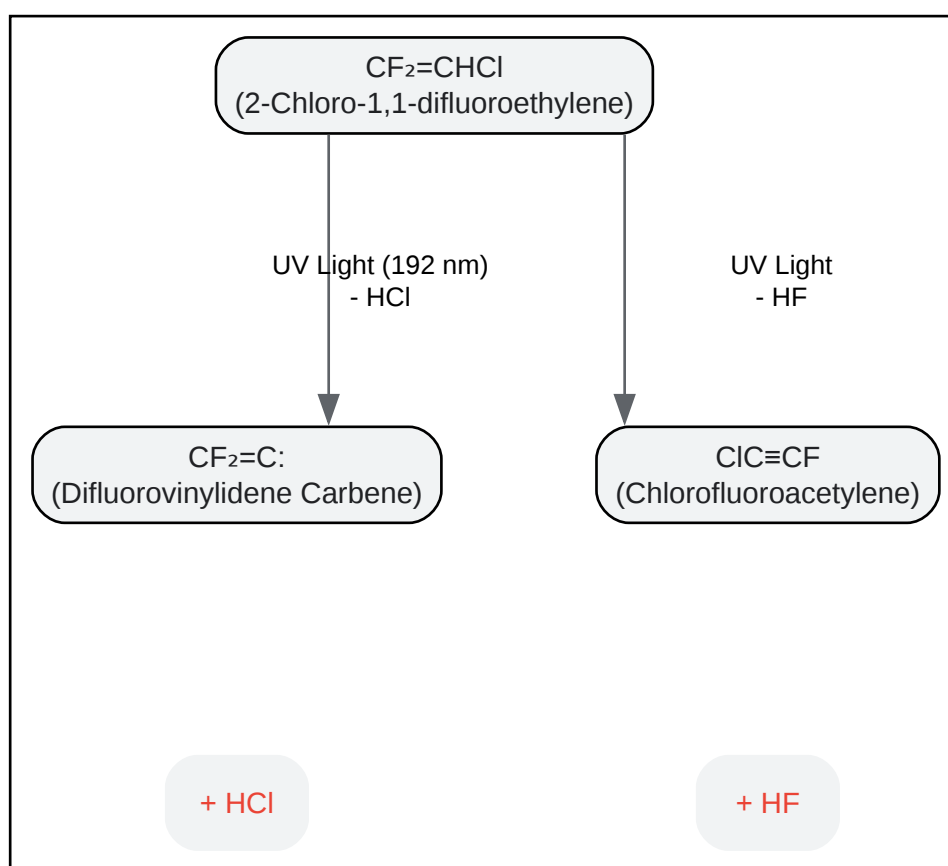 CF₂=CHCl
(2-Chloro-1,1-difluoroethylene)
UV Light (192 nm)
- HCl
UV Light
- HF
CF₂=C:
(Difluorovinylidene Carbene)
ClC≡CF
(Chlorofluoroacetylene)
+ HCl
+ HF